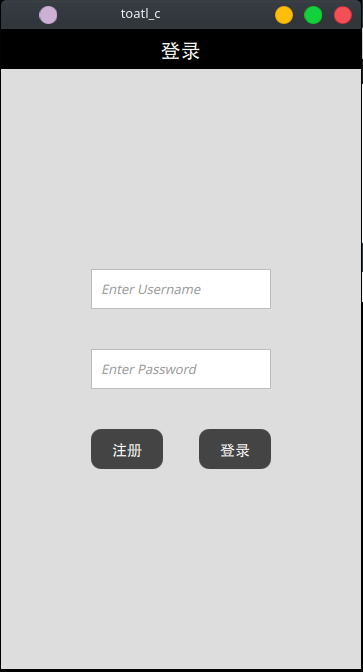 toatl_c
登录
Enter Username
Enter Password
注册 登录